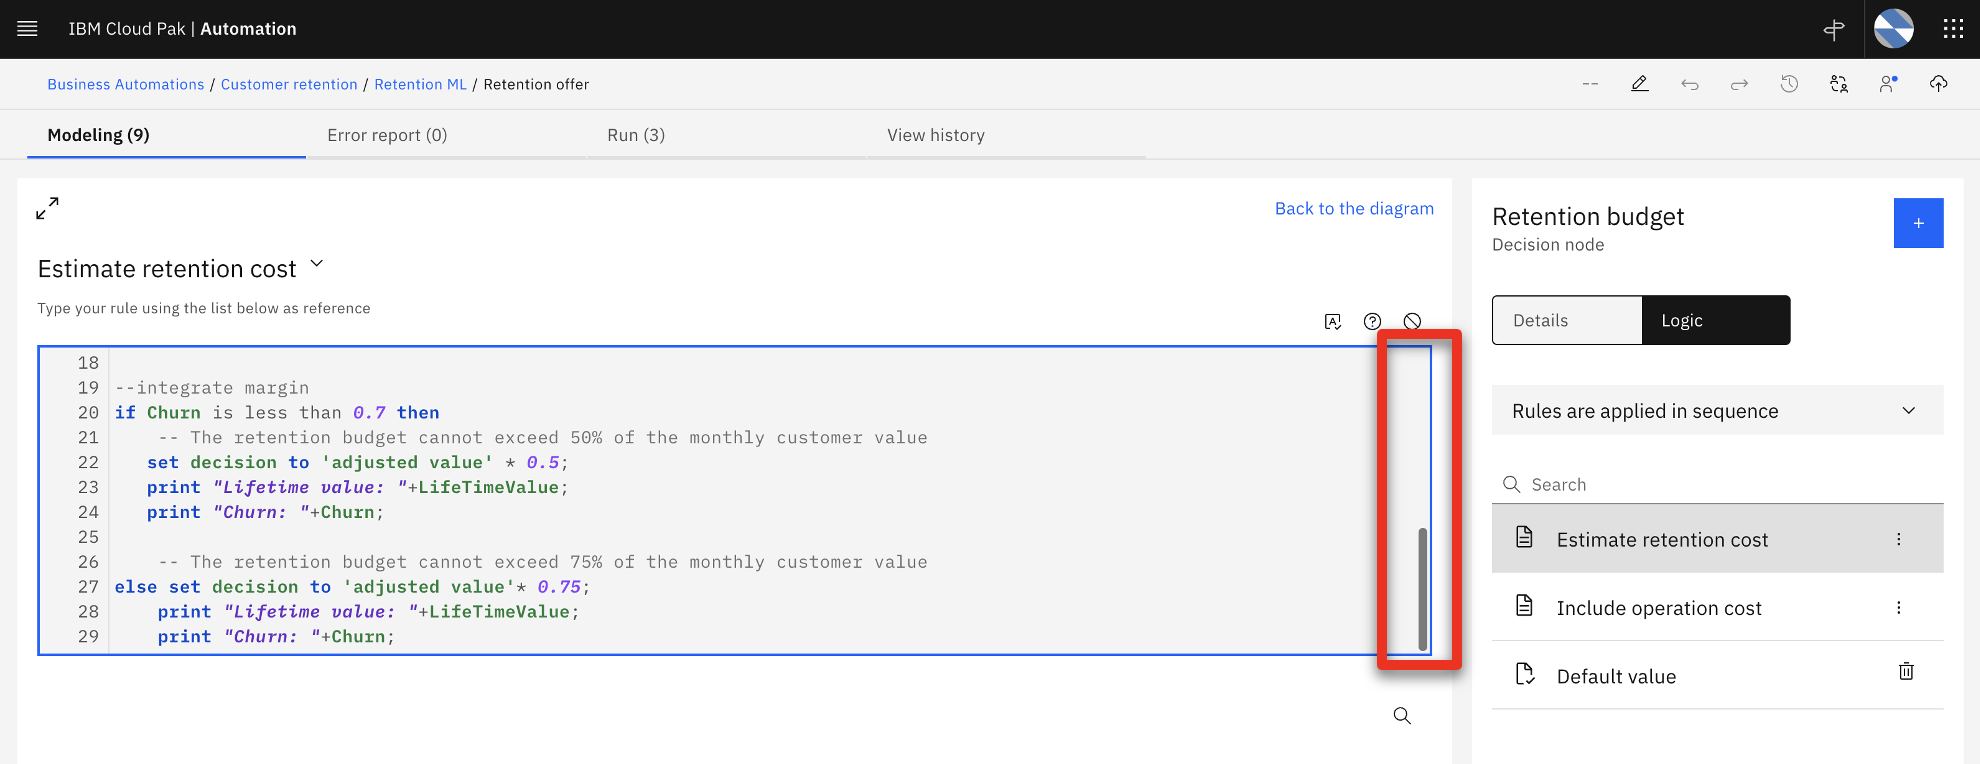 IBM Cloud Pak | Automation
Business Automations / Customer retention / Retention ML / Retention offer
--
Modeling (9)
Error report (0)
Run (3)
View history
Back to the diagram
Estimate retention cost
Type your rule using the list below as reference
18
19 --integrate margin
20 if Churn is less than 0.7 then
21 -- The retention budget cannot exceed 50% of the monthly customer value
22 set decision to 'adjusted value' * 0.5;
23 print "Lifetime value: "+LifeTimeValue;
24 print "Churn: "+Churn;
25
26 -- The retention budget cannot exceed 75% of the monthly customer value
27 else set decision to 'adjusted value'* 0.75;
28 print "Lifetime value: "+LifeTimeValue;
29 print "Churn: "+Churn;
Retention budget
+
Decision node
Details
Logic
Rules are applied in sequence
Search
Estimate retention cost
Include operation cost
Default value